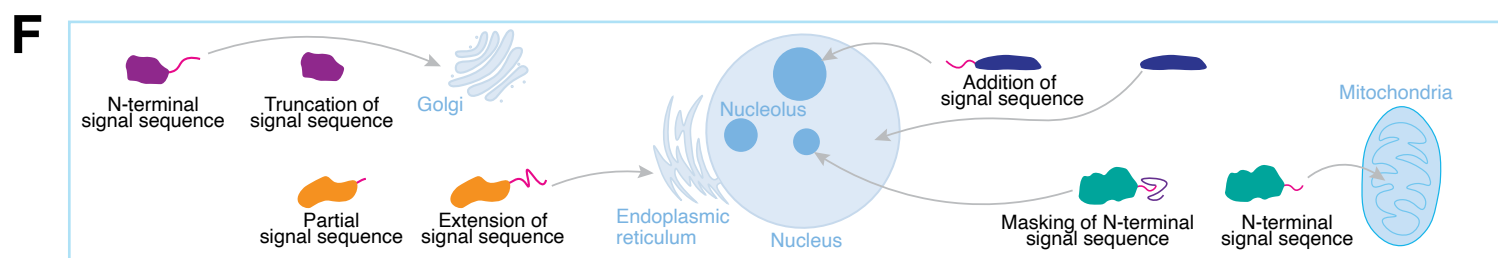 F
N-terminal
signal sequence
Truncation of
signal sequence
Golgi
Nucleolus
Addition of
signal sequence
Mitochondria
Partial
signal sequence
Extension of
signal sequence
Endoplasmic
reticulum
Nucleus
Masking of N-terminal
signal sequence
N-terminal
signal seqence